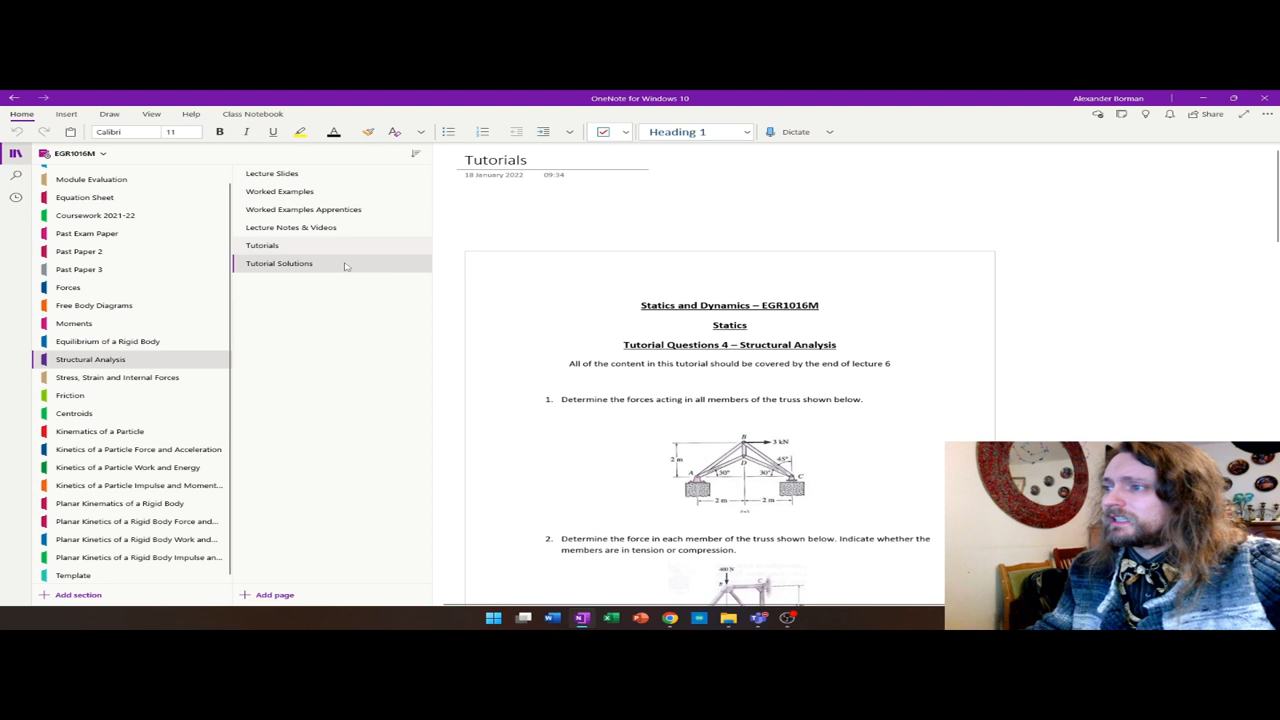 OneNote for Windows 10
Alexander Borman
Home Insert Draw View Help Class Notebook
Share
Calibri 11 B I U A Heading 1 Dictate
EGR1016M
Module Evaluation
Equation Sheet
Coursework 2021-22
Past Exam Paper
Past Paper 2
Past Paper 3
Forces
Free Body Diagrams
Moments
Equilibrium of a Rigid Body
Structural Analysis
Stress, Strain and Internal Forces
Friction
Centroids
Kinematics of a Particle
Kinetics of a Particle Force and Acceleration
Kinetics of a Particle Work and Energy
Kinetics of a Particle Impulse and Moment...
Planar Kinematics of a Rigid Body
Planar Kinetics of a Rigid Body Force and...
Planar Kinetics of a Rigid Body Work and...
Planar Kinetics of a Rigid Body Impulse an...
Template
Add section
Lecture Slides
Worked Examples
Worked Examples Apprentices
Lecture Notes & Videos
Tutorials
Tutorial Solutions
Add page
Tutorials
18 January 2022 09:34
Statics and Dynamics – EGR1016M
Statics
Tutorial Questions 4 – Structural Analysis
All of the content in this tutorial should be covered by the end of lecture 6
1. Determine the forces acting in all members of the truss shown below.
B
3 kN
2 m
45°
D
A 30° 30° C
2 m 2 m
2. Determine the force in each member of the truss shown below. Indicate whether the
members are in tension or compression.